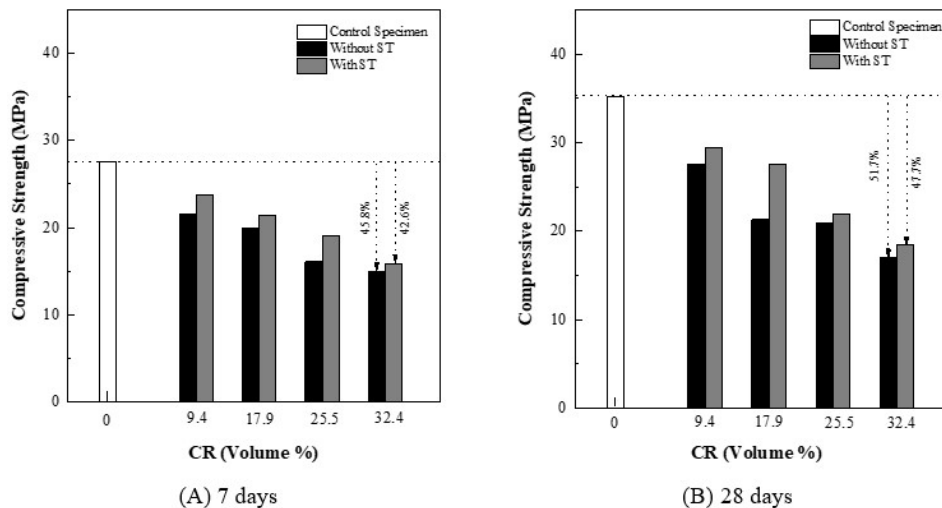 Control Specimen
Without ST
With ST
Compressive Strength (MPa)
40
30
20
10
0
45.8%
42.6%
0
9.4
17.9
25.5
32.4
CR (Volume %)
(A) 7 days
Control Specimen
Without ST
With ST
Compressive Strength (MPa)
40
30
20
10
0
51.7%
47.7%
0
9.4
17.9
25.5
32.4
CR (Volume %)
(B) 28 days